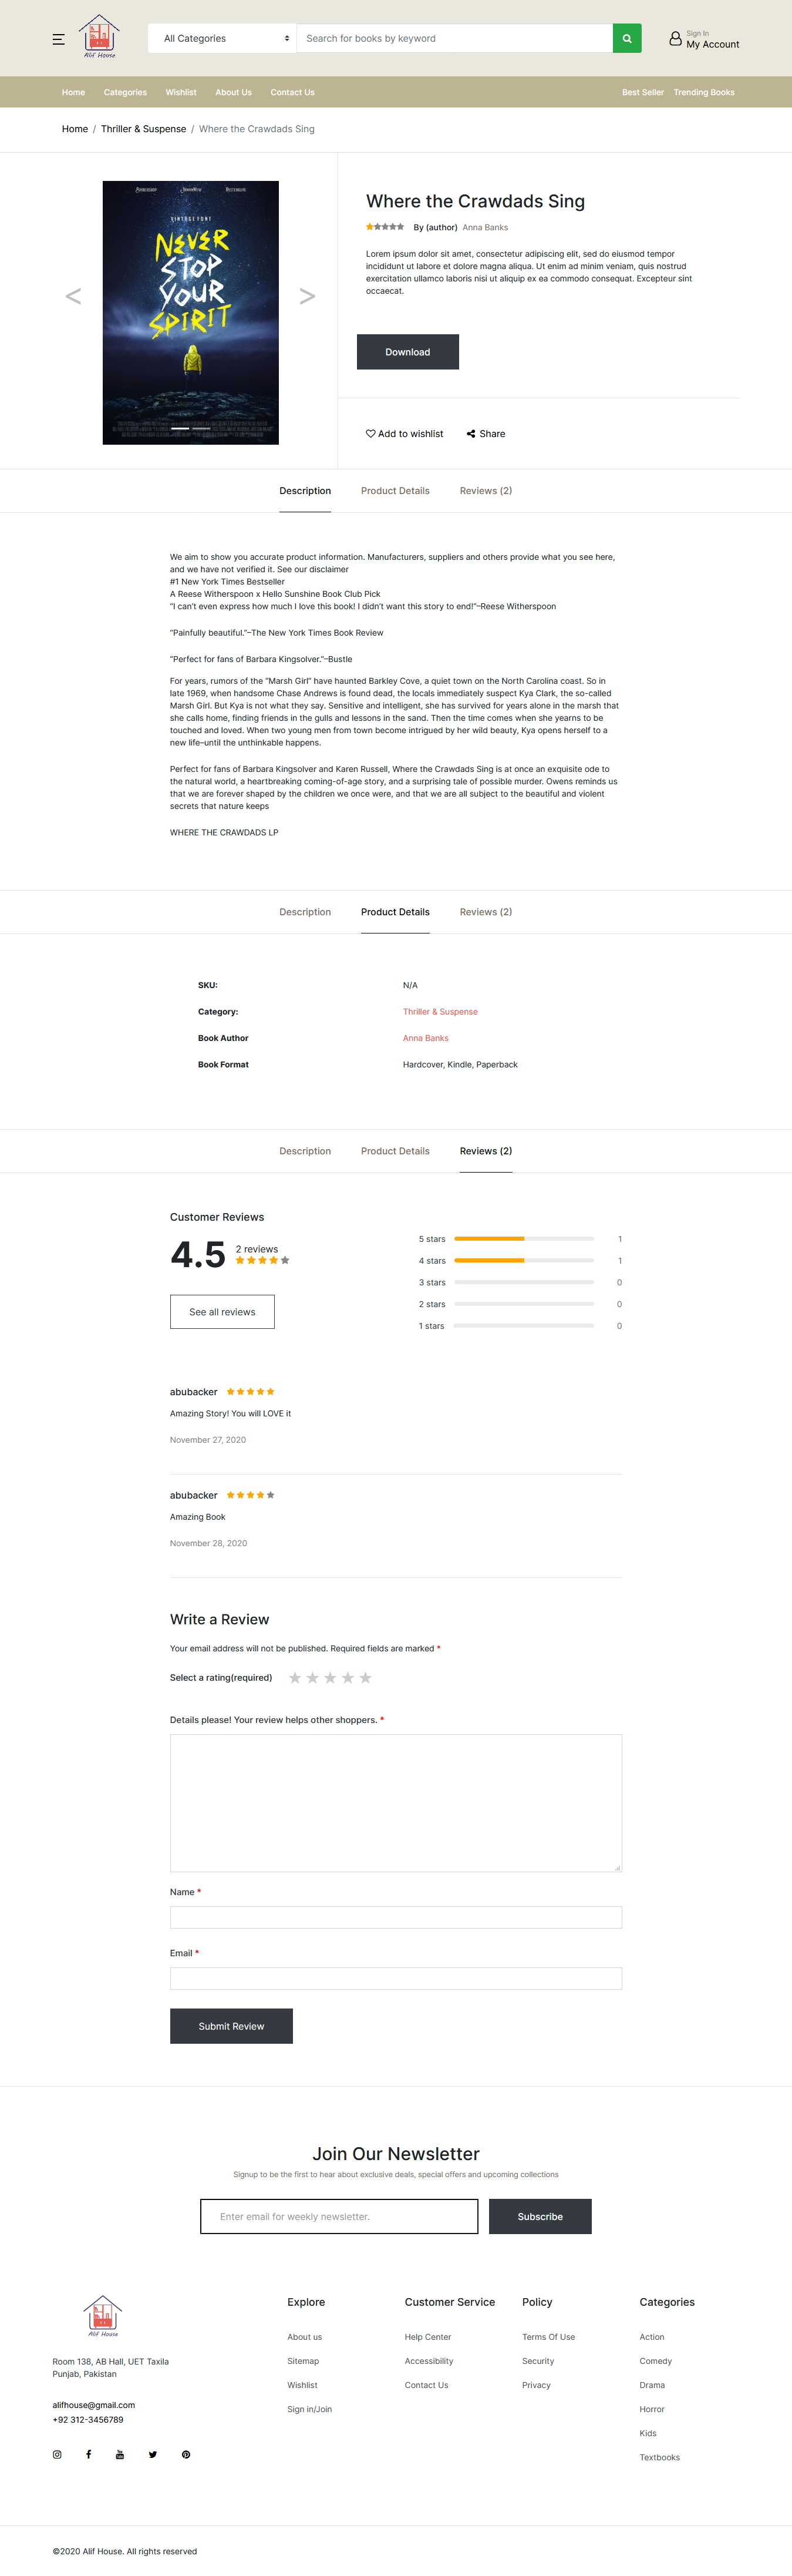 Alif House
All Categories
Search for books by keyword
Sign In
My Account
Home Categories Wishlist About Us Contact Us Best Seller Trending Books
Home / Thriller & Suspense / Where the Crawdads Sing
VINTAGE FONT
NEVER
STOP
YOUR
SPIRIT
<
>
Where the Crawdads Sing
By (author) Anna Banks
Lorem ipsum dolor sit amet, consectetur adipiscing elit, sed do eiusmod tempor
incididunt ut labore et dolore magna aliqua. Ut enim ad minim veniam, quis nostrud
exercitation ullamco laboris nisi ut aliquip ex ea commodo consequat. Excepteur sint
occaecat.
Download
Add to wishlist Share
Description Product Details Reviews (2)
We aim to show you accurate product information. Manufacturers, suppliers and others provide what you see here,
and we have not verified it. See our disclaimer
#1 New York Times Bestseller
A Reese Witherspoon x Hello Sunshine Book Club Pick
"I can't even express how much I love this book! I didn't want this story to end!"–Reese Witherspoon
"Painfully beautiful."–The New York Times Book Review
"Perfect for fans of Barbara Kingsolver."–Bustle
For years, rumors of the "Marsh Girl" have haunted Barkley Cove, a quiet town on the North Carolina coast. So in
late 1969, when handsome Chase Andrews is found dead, the locals immediately suspect Kya Clark, the so-called
Marsh Girl. But Kya is not what they say. Sensitive and intelligent, she has survived for years alone in the marsh that
she calls home, finding friends in the gulls and lessons in the sand. Then the time comes when she yearns to be
touched and loved. When two young men from town become intrigued by her wild beauty, Kya opens herself to a
new life–until the unthinkable happens.
Perfect for fans of Barbara Kingsolver and Karen Russell, Where the Crawdads Sing is at once an exquisite ode to
the natural world, a heartbreaking coming-of-age story, and a surprising tale of possible murder. Owens reminds us
that we are forever shaped by the children we once were, and that we are all subject to the beautiful and violent
secrets that nature keeps
WHERE THE CRAWDADS LP
Description Product Details Reviews (2)
SKU: N/A
Category: Thriller & Suspense
Book Author Anna Banks
Book Format Hardcover, Kindle, Paperback
Description Product Details Reviews (2)
Customer Reviews
4.5 2 reviews
See all reviews
5 stars 1
4 stars 1
3 stars 0
2 stars 0
1 stars 0
abubacker
Amazing Story! You will LOVE it
November 27, 2020
abubacker
Amazing Book
November 28, 2020
Write a Review
Your email address will not be published. Required fields are marked *
Select a rating(required)
Details please! Your review helps other shoppers. *
Name *
Email *
Submit Review
Join Our Newsletter
Signup to be the first to hear about exclusive deals, special offers and upcoming collections
Enter email for weekly newsletter.
Subscribe
Alif House
Room 138, AB Hall, UET Taxila
Punjab, Pakistan
alifhouse@gmail.com
+92 312-3456789
Explore
About us
Sitemap
Wishlist
Sign in/Join
Customer Service
Help Center
Accessibility
Contact Us
Policy
Terms Of Use
Security
Privacy
Categories
Action
Comedy
Drama
Horror
Kids
Textbooks
©2020 Alif House. All rights reserved